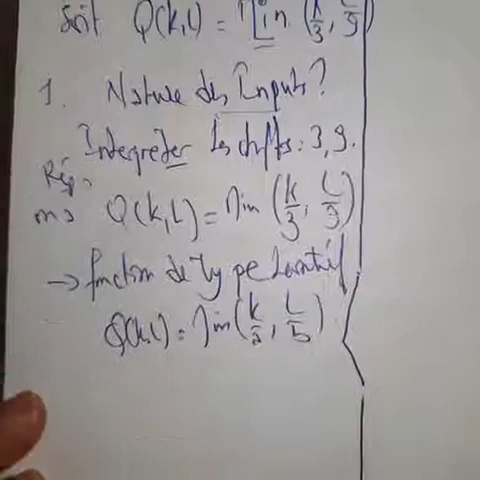 Soit Q(K,L) = Min (K/3, L/9)
1. Nature des Inputs?
Interpréter les chiffres: 3, 9.
Rép:
Q(K,L) = Min (K/3, L/9)
→ fonction de Type Leontief
Q(K,L) = Min (K/3, L/5)